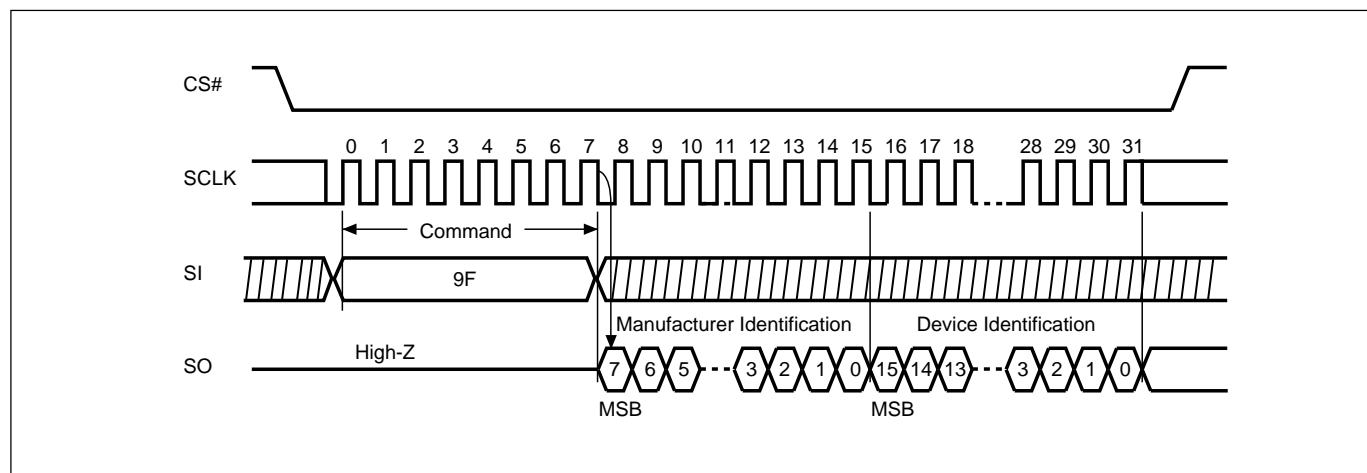 CS#
0 1 2 3 4 5 6 7 8 9 10 11 12 13 14 15 16 17 18 28 29 30 31
SCLK
Command
SI
9F
Manufacturer Identification Device Identification
High-Z
SO
7 6 5 3 2 1 0 15 14 13 3 2 1 0
MSB MSB